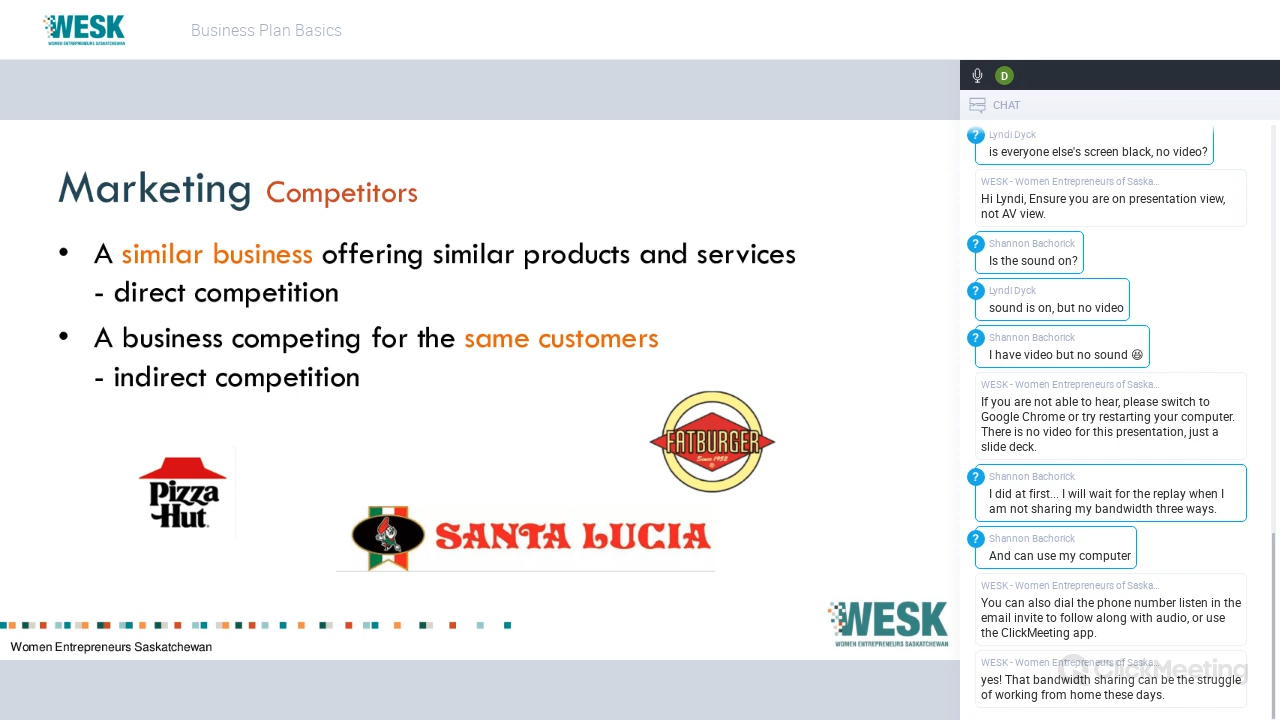 WESK
WOMEN ENTREPRENEURS SASKATCHEWAN
Business Plan Basics
Marketing Competitors
• A similar business offering similar products and services
- direct competition
• A business competing for the same customers
- indirect competition
FATBURGER
Since 1952
Pizza
Hut
SANTA LUCIA
WESK
WOMEN ENTREPRENEURS SASKATCHEWAN
Women Entrepreneurs Saskatchewan
D
CHAT
? Lyndi Dyck
is everyone else's screen black, no video?
WESK - Women Entrepreneurs of Saska...
Hi Lyndi, Ensure you are on presentation view,
not AV view.
? Shannon Bachorick
Is the sound on?
? Lyndi Dyck
sound is on, but no video
? Shannon Bachorick
I have video but no sound 😆
WESK - Women Entrepreneurs of Saska...
If you are not able to hear, please switch to
Google Chrome or try restarting your computer.
There is no video for this presentation, just a
slide deck.
? Shannon Bachorick
I did at first... I will wait for the replay when I
am not sharing my bandwidth three ways.
? Shannon Bachorick
And can use my computer
WESK - Women Entrepreneurs of Saska...
You can also dial the phone number listen in the
email invite to follow along with audio, or use
the ClickMeeting app.
WESK - Women Entrepreneurs of Saska...
yes! That bandwidth sharing can be the struggle
of working from home these days.
ClickMeeting